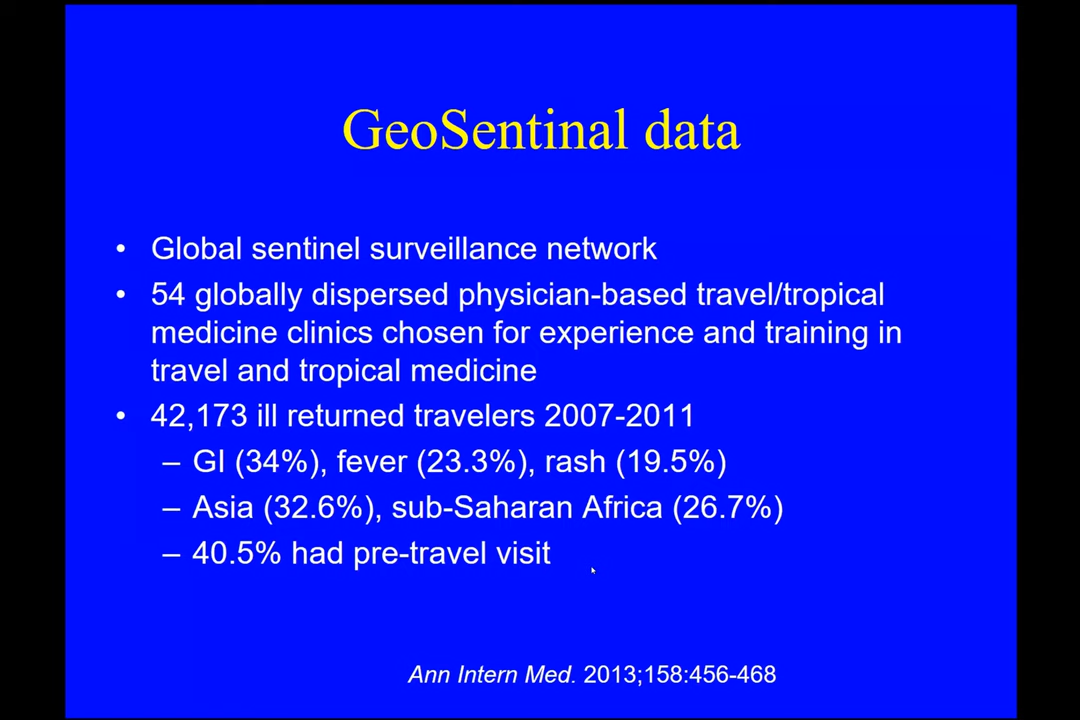 GeoSentinal data
• Global sentinel surveillance network
• 54 globally dispersed physician-based travel/tropical
medicine clinics chosen for experience and training in
travel and tropical medicine
• 42,173 ill returned travelers 2007-2011
– GI (34%), fever (23.3%), rash (19.5%)
– Asia (32.6%), sub-Saharan Africa (26.7%)
– 40.5% had pre-travel visit
Ann Intern Med. 2013;158:456-468